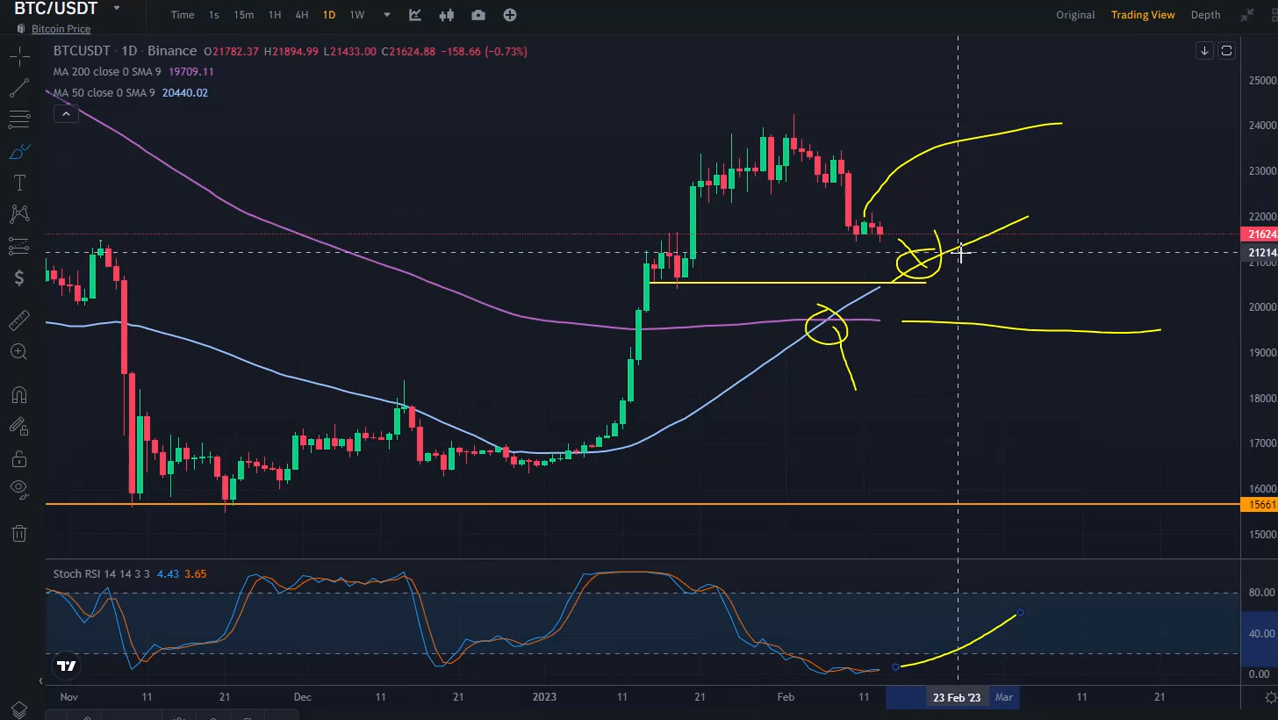 BTC/USDT
Bitcoin Price
Time 1s 15m 1H 4H 1D 1W
Original Trading View Depth
BTCUSDT · 1D · Binance O21782.37 H21894.99 L21433.00 C21624.88 -158.66 (-0.73%)
MA 200 close 0 SMA 9 19709.11
MA 50 close 0 SMA 9 20440.02
25000
24000
23000
22000
21624
21214
21000
20000
19000
18000
17000
16000
15661
15000
Stoch RSI 14 14 3 3 4.43 3.65
80.00
40.00
0.00
Nov 11 21 Dec 11 21 2023 11 21 Feb 11 23 Feb '23 Mar 11 21